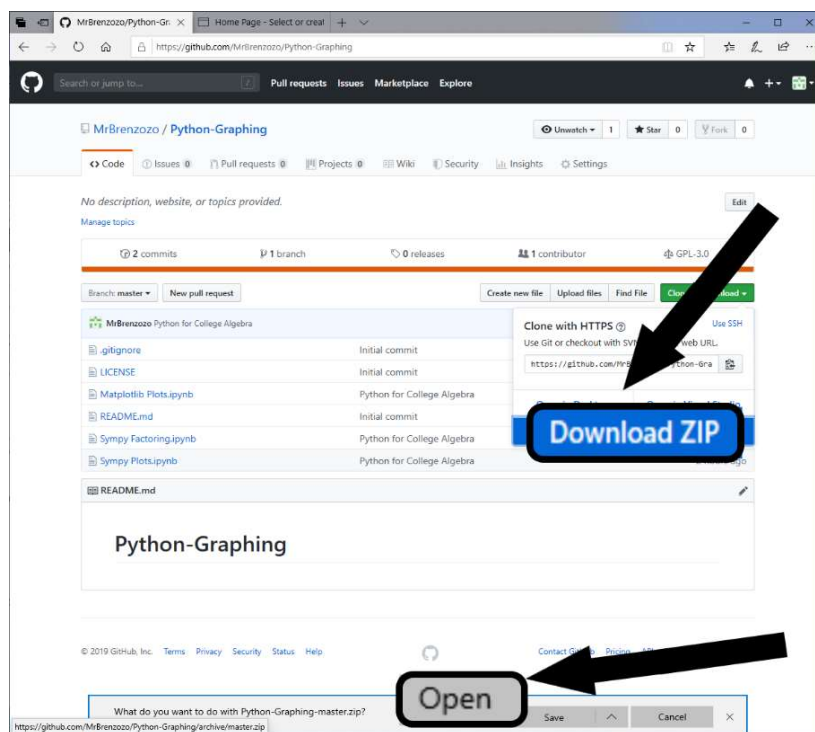 MrBrenzozo/Python-Gr
Home Page - Select or creat
https://github.com/MrBrenzozo/Python-Graphing
Search or jump to...
/
Pull requests Issues Marketplace Explore
MrBrenzozo / Python-Graphing
Unwatch 1 Star 0 Fork 0
Code Issues 0 Pull requests 0 Projects 0 Wiki Security Insights Settings
No description, website, or topics provided.
Edit
Manage topics
2 commits 1 branch 0 releases 1 contributor GPL-3.0
Branch: master New pull request Create new file Upload files Find File
MrBrenzozo Python for College Algebra
.gitignore Initial commit
LICENSE Initial commit
Matplotlib Plots.ipynb Python for College Algebra
README.md Initial commit
Sympy Factoring.ipynb Python for College Algebra
Sympy Plots.ipynb Python for College Algebra
Clone with HTTPS Use SSH
Use Git or checkout with SVN web URL.
Download ZIP
ago
README.md
Python-Graphing
© 2019 GitHub, Inc. Terms Privacy Security Status Help Pricing
What do you want to do with Python-Graphing-master.zip?
Open Save Cancel
https://github.com/MrBrenzozo/Python-Graphing/archive/master.zip